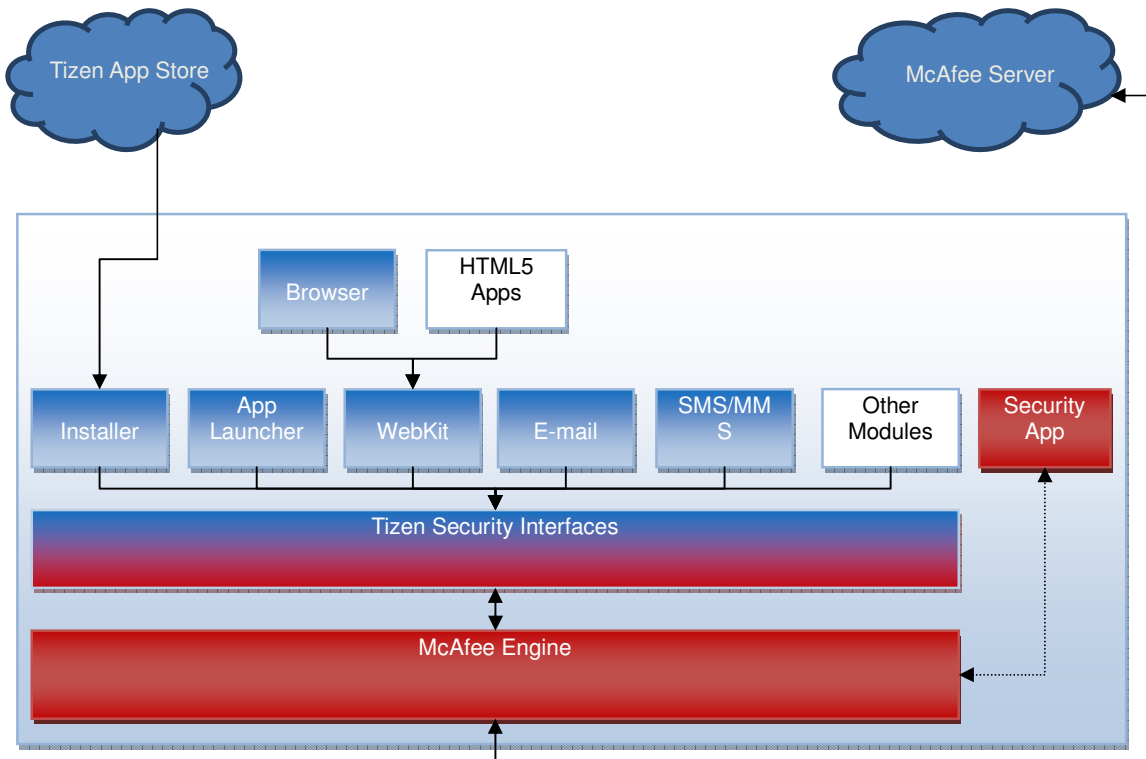 Tizen App Store
McAfee Server
Browser
HTML5
Apps
Installer
App
Launcher
WebKit
E-mail
SMS/MM
S
Other
Modules
Security
App
Tizen Security Interfaces
McAfee Engine